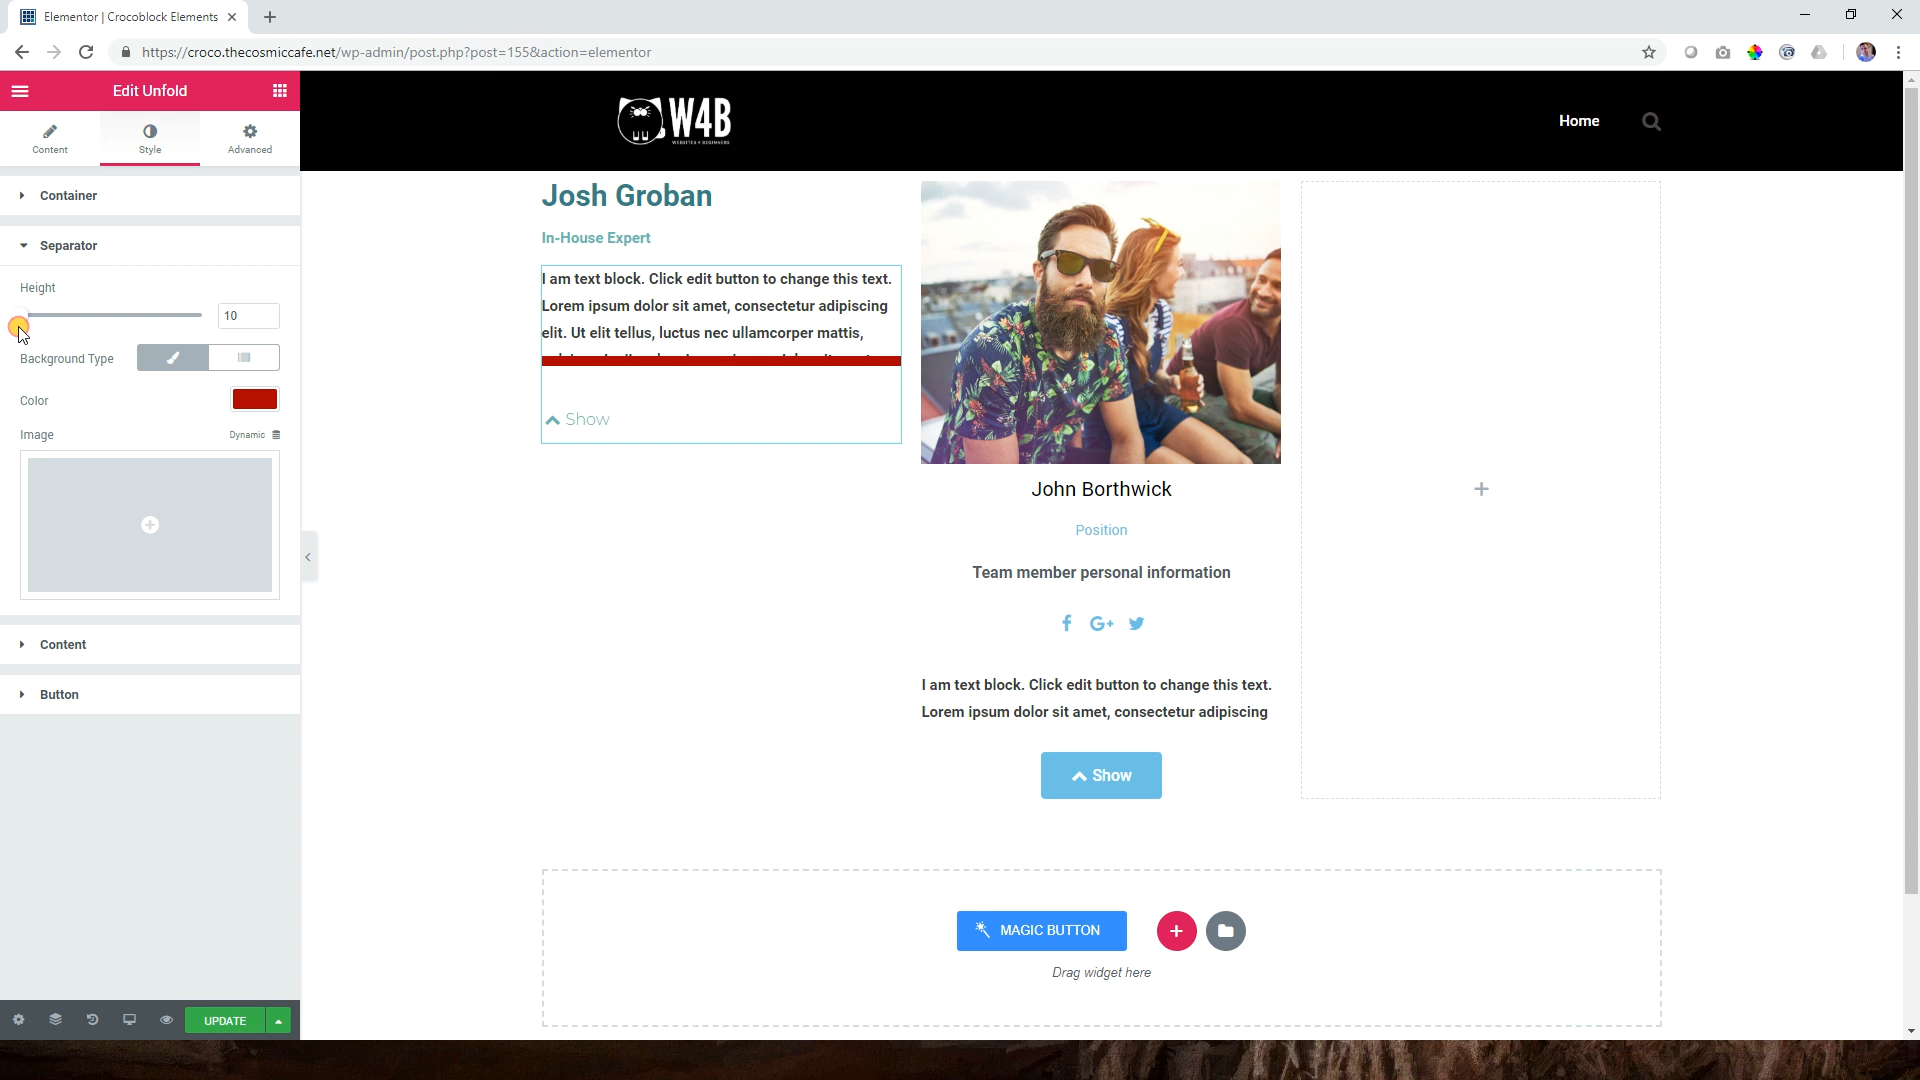 Elementor | Crocoblock Elements
https://croco.thecosmiccafe.net/wp-admin/post.php?post=155&action=elementor
Edit Unfold
Content
Style
Advanced
Container
Separator
Height
10
Background Type
Color
Image
Dynamic
Content
Button
UPDATE
W4B
WEBSITES 4 BEGINNERS
Home
Josh Groban
In-House Expert
I am text block. Click edit button to change this text.
Lorem ipsum dolor sit amet, consectetur adipiscing
elit. Ut elit tellus, luctus nec ullamcorper mattis,
Show
John Borthwick
Position
Team member personal information
G+
I am text block. Click edit button to change this text.
Lorem ipsum dolor sit amet, consectetur adipiscing
Show
MAGIC BUTTON
Drag widget here